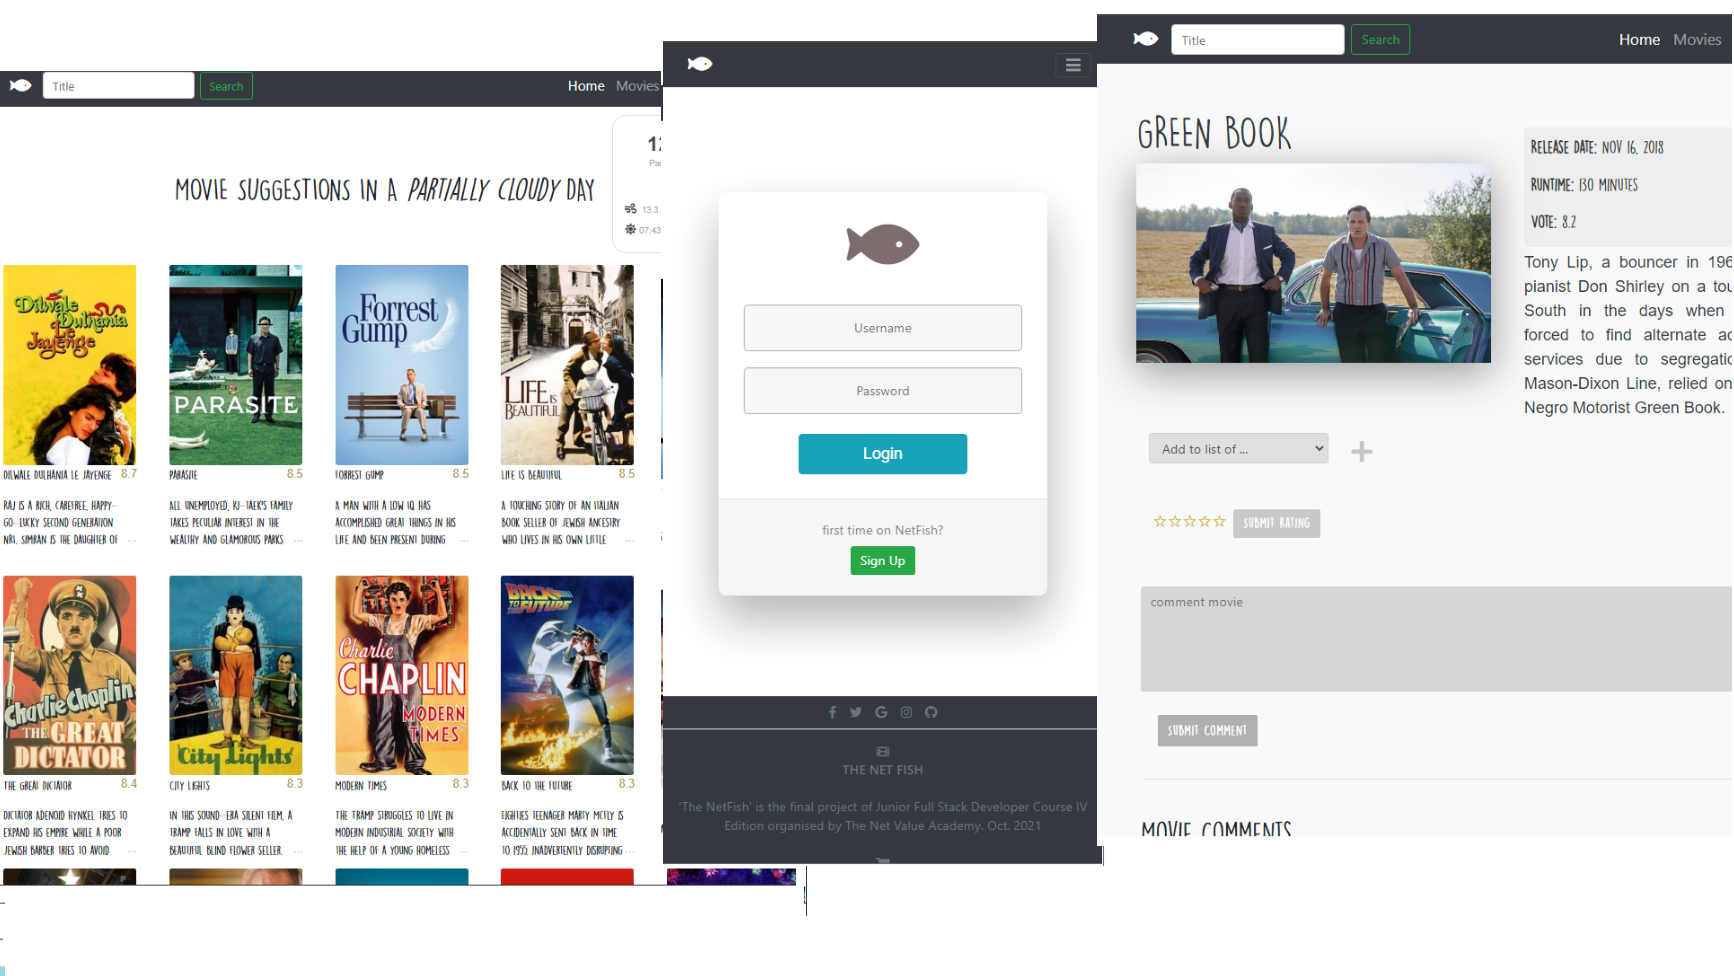 Title
Search
Home Movies
MOVIE SUGGESTIONS IN A PARTIALLY CLOUDY DAY
13.3
07:43
Dilwale
Dulhania
Le
Jayenge
PARASITE
Forrest
Gump
LIFE IS
BEAUTIFUL
DILWALE DULHANIA LE JAYENGE 8.7
PARASITE 8.5
FORREST GUMP 8.5
LIFE IS BEAUTIFUL 8.5
RAJ IS A RICH, CAREFREE, HAPPY-
GO-LUCKY SECOND GENERATION
NRI. SIMRAN IS THE DAUGHTER OF ...
ALL UNEMPLOYED, KI-TAEK'S FAMILY
TAKES PECULIAR INTEREST IN THE
WEALTHY AND GLAMOROUS PARKS ...
A MAN WITH A LOW IQ HAS
ACCOMPLISHED GREAT THINGS IN HIS
LIFE AND BEEN PRESENT DURING ...
A TOUCHING STORY OF AN ITALIAN
BOOK SELLER OF JEWISH ANCESTRY
WHO LIVES IN HIS OWN LITTLE ...
Charlie Chaplin
THE GREAT
DICTATOR
City Lights
Charlie
CHAPLIN
MODERN
TIMES
BACK
TO THE FUTURE
THE GREAT DICTATOR 8.4
CITY LIGHTS 8.3
MODERN TIMES 8.3
BACK TO THE FUTURE 8.3
DICTATOR ADENOID HYNKEL TRIES TO
EXPAND HIS EMPIRE WHILE A POOR
JEWISH BARBER TRIES TO AVOID ...
IN THIS SOUND-ERA SILENT FILM, A
TRAMP FALLS IN LOVE WITH A
BEAUTIFUL BLIND FLOWER SELLER.
THE TRAMP STRUGGLES TO LIVE IN
MODERN INDUSTRIAL SOCIETY WITH
THE HELP OF A YOUNG HOMELESS ...
EIGHTIES TEENAGER MARTY MCFLY IS
ACCIDENTALLY SENT BACK IN TIME
TO 1955, INADVERTENTLY DISRUPTING ...
Username
Password
Login
first time on NetFish?
Sign Up
THE NET FISH
'The NetFish' is the final project of Junior Full Stack Developer Course IV
Edition organised by The Net Value Academy. Oct. 2021
Title
Search
Home Movies
GREEN BOOK
RELEASE DATE: NOV 16, 2018
RUNTIME: 130 MINUTES
VOTE: 8.2
Tony Lip, a bouncer in 196
pianist Don Shirley on a tou
South in the days when
forced to find alternate ac
services due to segregatio
Mason-Dixon Line, relied on
Negro Motorist Green Book.
Add to list of ...
SUBMIT RATING
comment movie
SUBMIT COMMENT
MOVIE COMMENTS